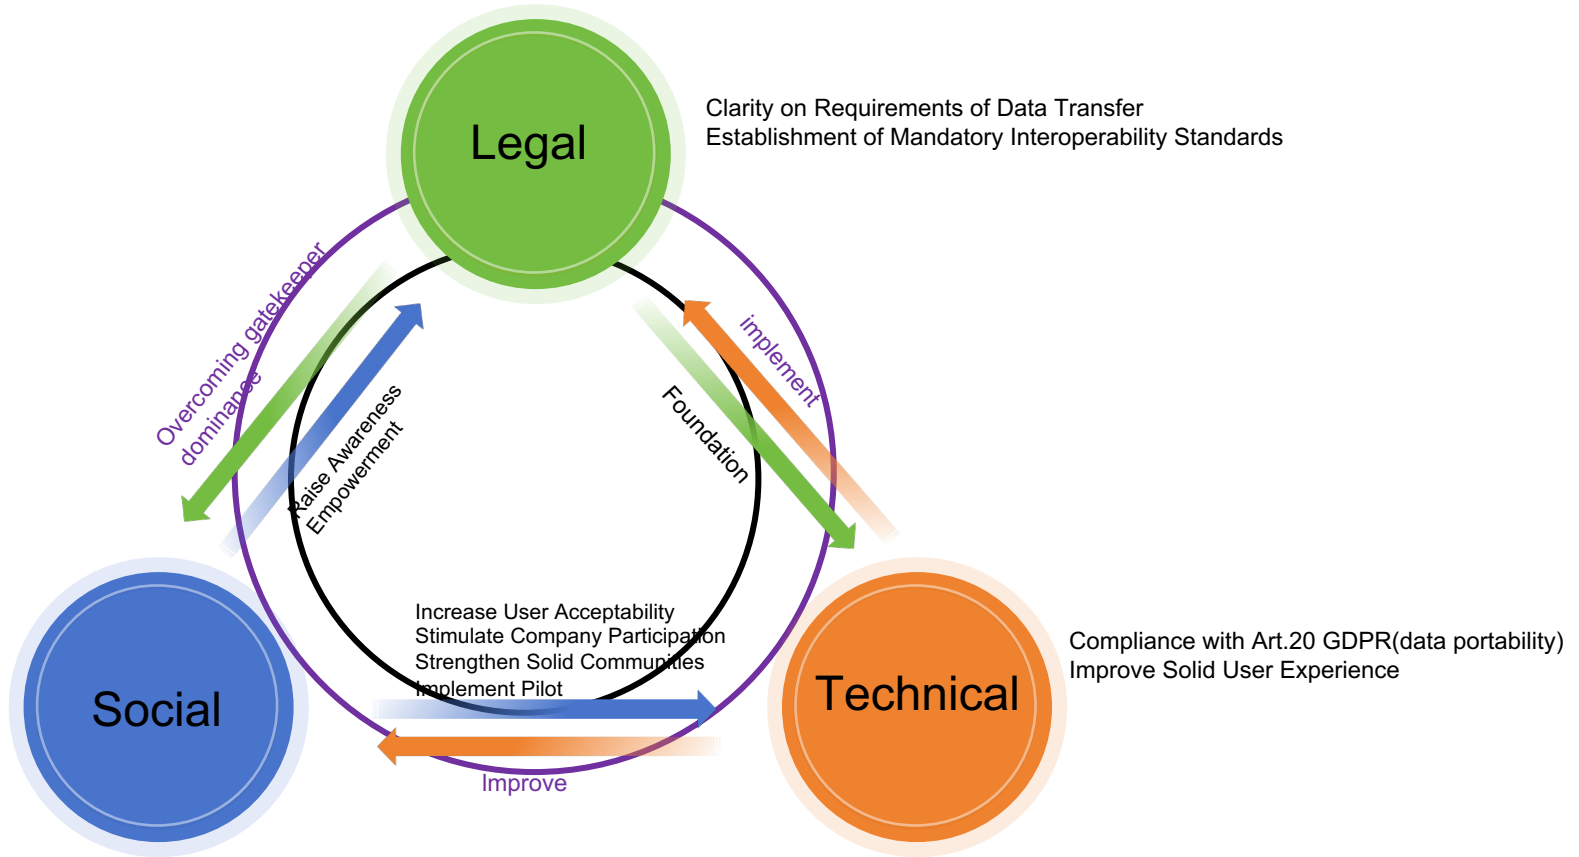 Legal
Clarity on Requirements of Data Transfer
Establishment of Mandatory Interoperability Standards
Overcoming gatekeeper
dominance
Raise Awareness
Empowerment
implement
Foundation
Increase User Acceptability
Stimulate Company Participation
Strengthen Solid Communities
Implement Pilot
Social
Improve
Technical
Compliance with Art.20 GDPR(data portability)
Improve Solid User Experience